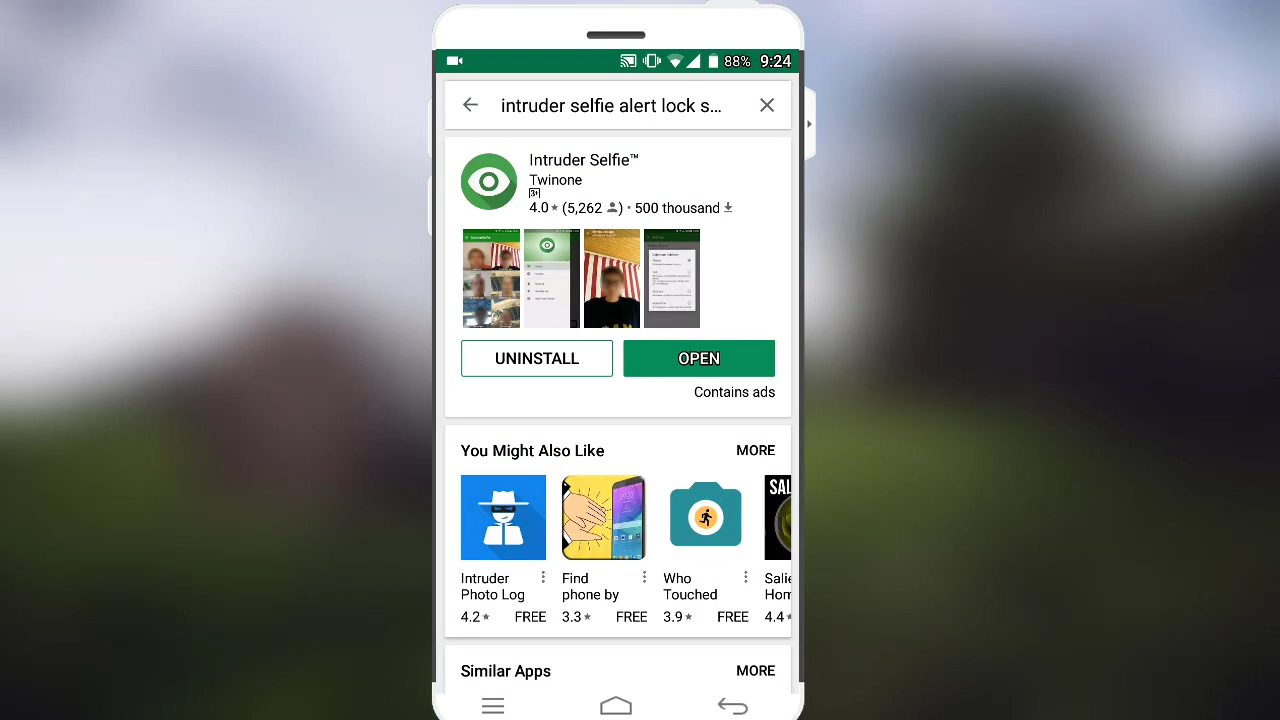 88% 9:24
intruder selfie alert lock s...
Intruder Selfie™
Twinone
3+
4.0 (5,262) • 500 thousand
UNINSTALL
OPEN
Contains ads
You Might Also Like
MORE
SAL
Intruder Photo Log
4.2 FREE
Find phone by
3.3 FREE
Who Touched
3.9 FREE
Salie Hom
4.4
Similar Apps
MORE